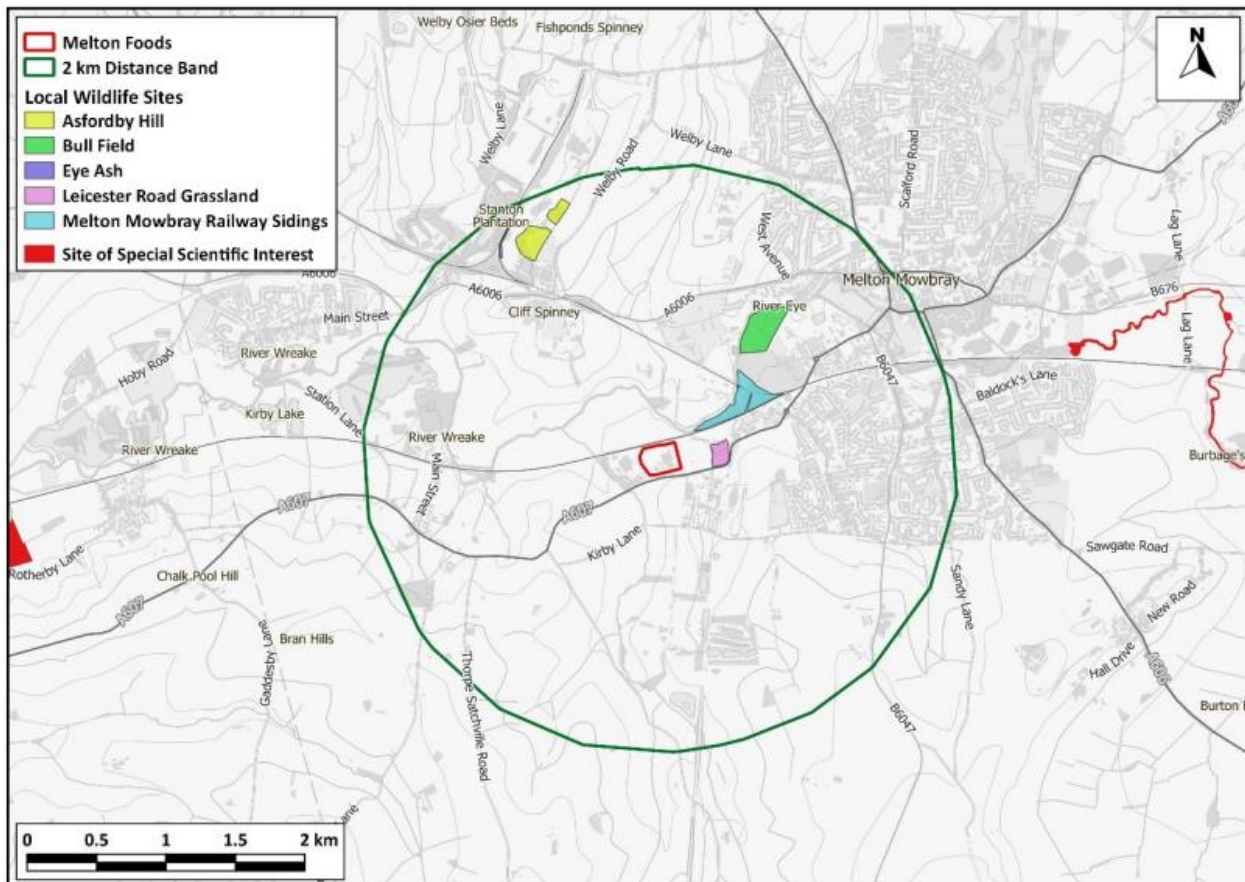 Melton Foods
2 km Distance Band
Local Wildlife Sites
Asfordby Hill
Bull Field
Eye Ash
Leicester Road Grassland
Melton Mowbray Railway Sidings
Site of Special Scientific Interest
Welby Osier Beds
Fishponds Spinney
N
Welby Lane
Welby Road
Welby Lane
Scalford Road
Stanton
Plantation
West Avenue
Lag Lane
A6006
A6006
Melton Mowbray
B676
Main Street
Cliff Spinney
A6006
River Eye
Lag Lane
Hoby Road
River Wreake
B6047
Baldock's Lane
Station Lane
Kirby Lake
River Wreake
River Wreake
Main Street
Burbage's
A607
A607
Kirby Lane
Rotherby Lane
Sawgate Road
Chalk Pool Hill
Sandy Lane
New Road
A607
Gaddesby Lane
Bran Hills
Hall Drive
A606
Thorpe Satchville Road
B6047
Burton
Lane
0 0.5 1 1.5 2 km